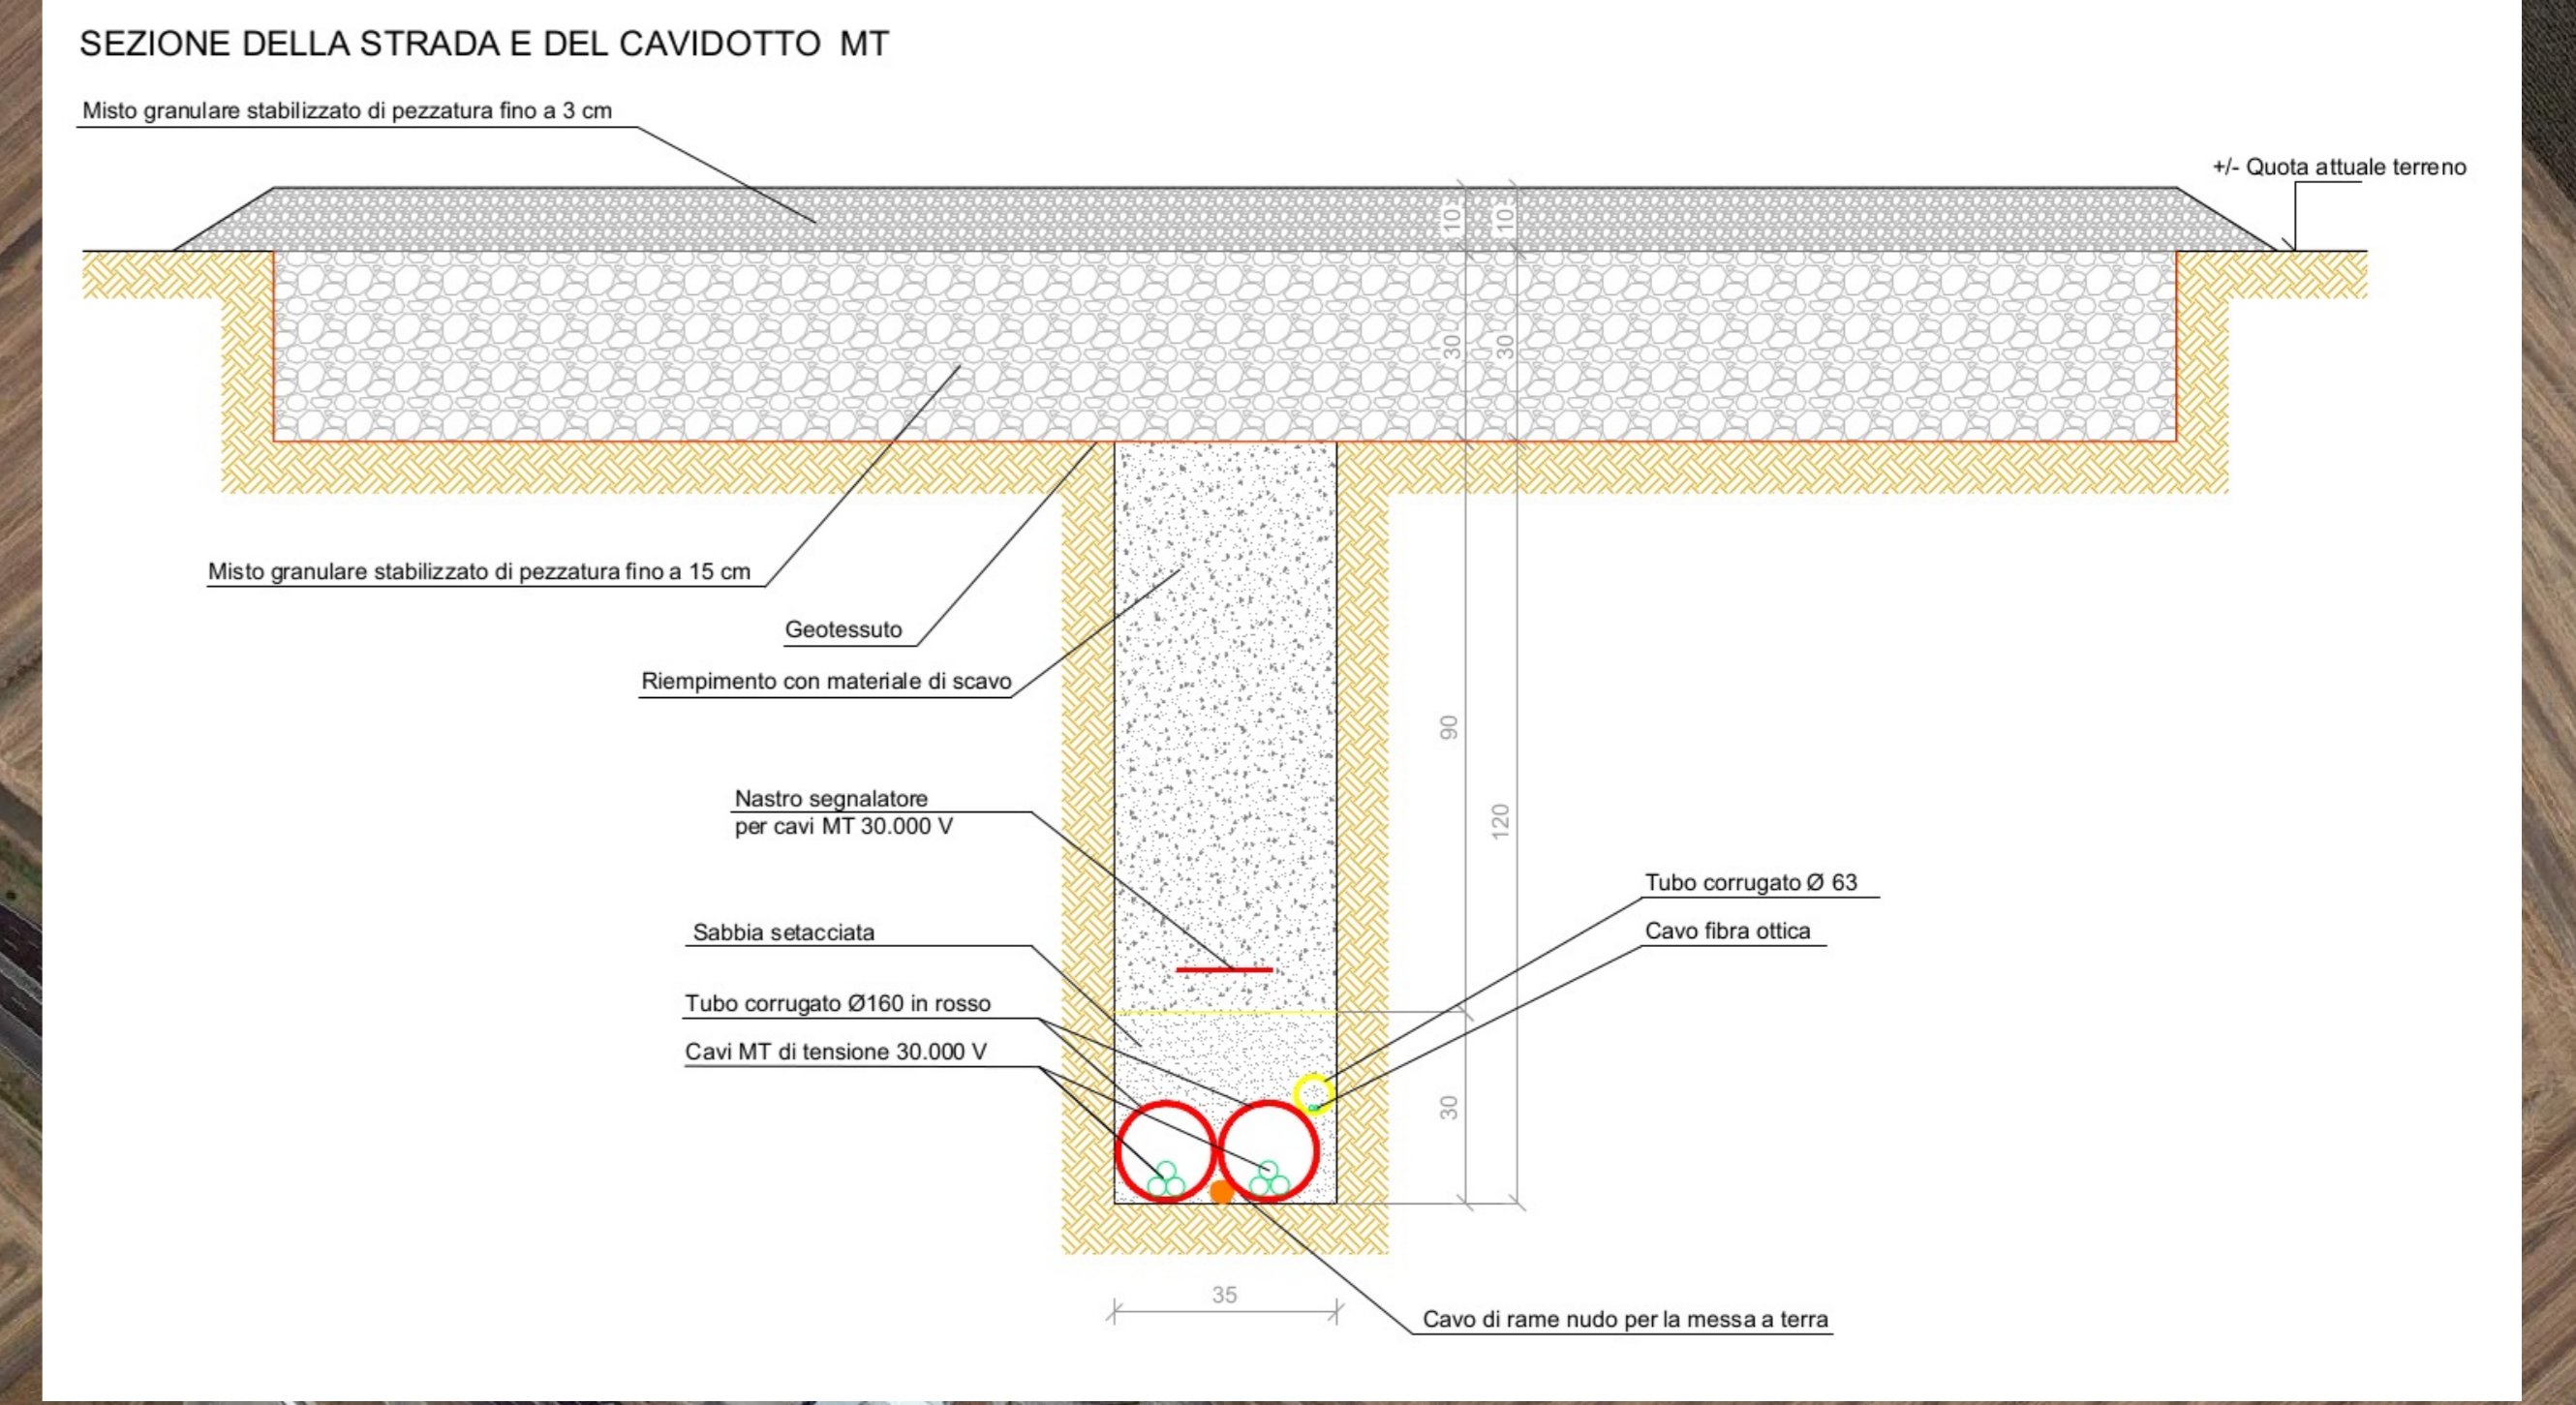 SEZIONE DELLA STRADA E DEL CAVIDOTTO MT
Misto granulare stabilizzato di pezzatura fino a 3 cm
+/- Quota attuale terreno
10
10
30
30
Misto granulare stabilizzato di pezzatura fino a 15 cm
Geotessuto
Riempimento con materiale di scavo
90
Nastro segnalatore
per cavi MT 30.000 V
120
Tubo corrugato Ø 63
Sabbia setacciata
Cavo fibra ottica
Tubo corrugato Ø160 in rosso
Cavi MT di tensione 30.000 V
30
35
Cavo di rame nudo per la messa a terra